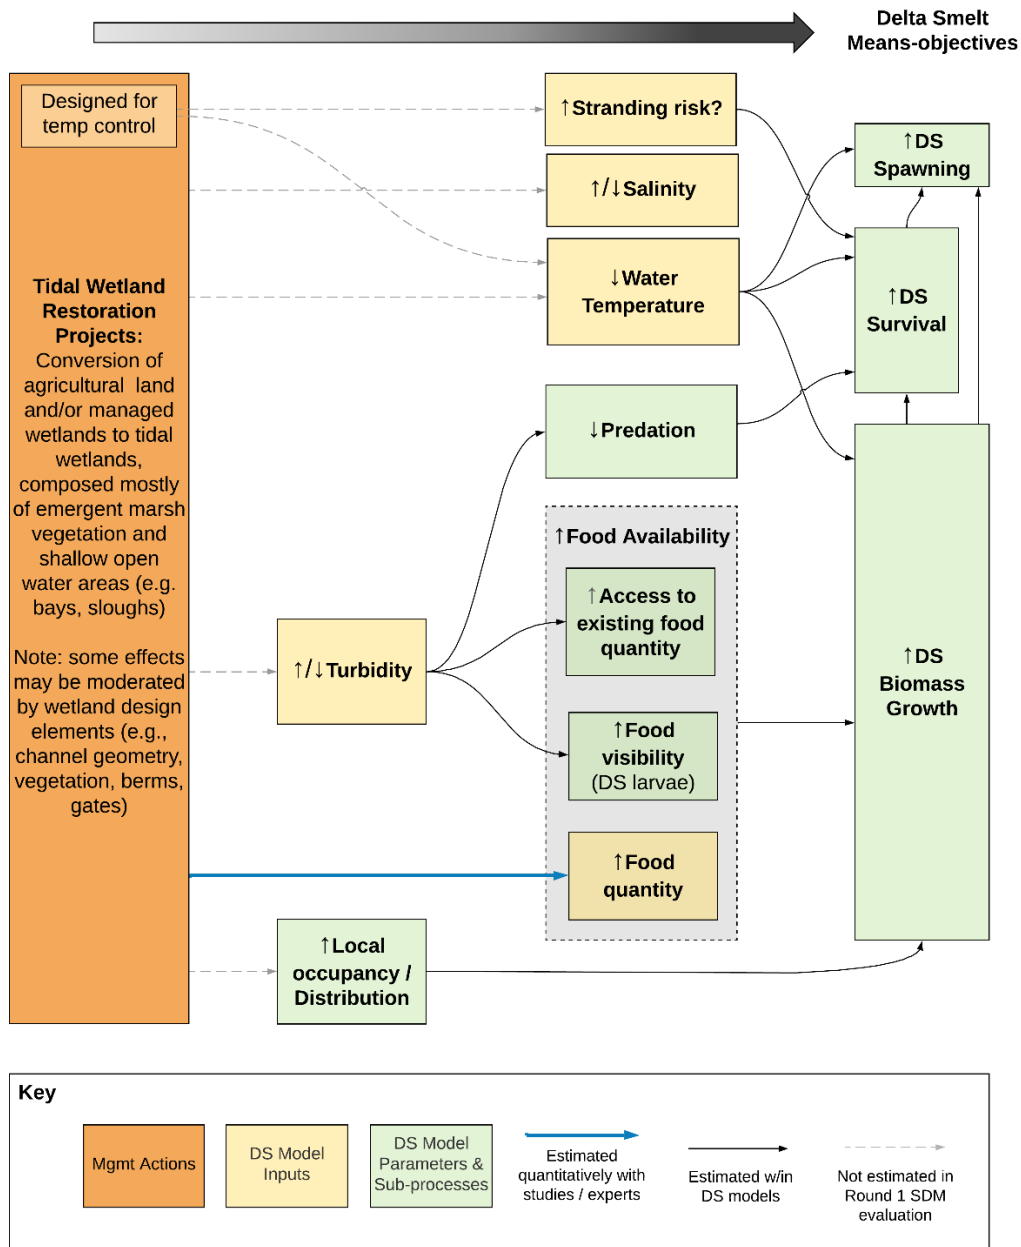 Delta Smelt
Means-objectives
Designed for
temp control
Tidal Wetland
Restoration
Projects:
Conversion of
agricultural land
and/or managed
wetlands to tidal
wetlands,
composed mostly
of emergent marsh
vegetation and
shallow open
water areas (e.g.
bays, sloughs)
Note: some effects
may be moderated
by wetland design
elements (e.g.,
channel geometry,
vegetation, berms,
gates)
↑Stranding risk?
↑/↓Salinity
↓Water
Temperature
↓Predation
↑/↓Turbidity
↑Food Availability
↑Access to
existing food
quantity
↑Food
visibility
(DS larvae)
↑Food
quantity
↑Local
occupancy /
Distribution
↑DS
Spawning
↑DS
Survival
↑DS
Biomass
Growth
Key
Mgmt Actions
DS Model
Inputs
DS Model
Parameters &
Sub-processes
Estimated
quantitatively with
studies / experts
Estimated w/in
DS models
Not estimated in
Round 1 SDM
evaluation